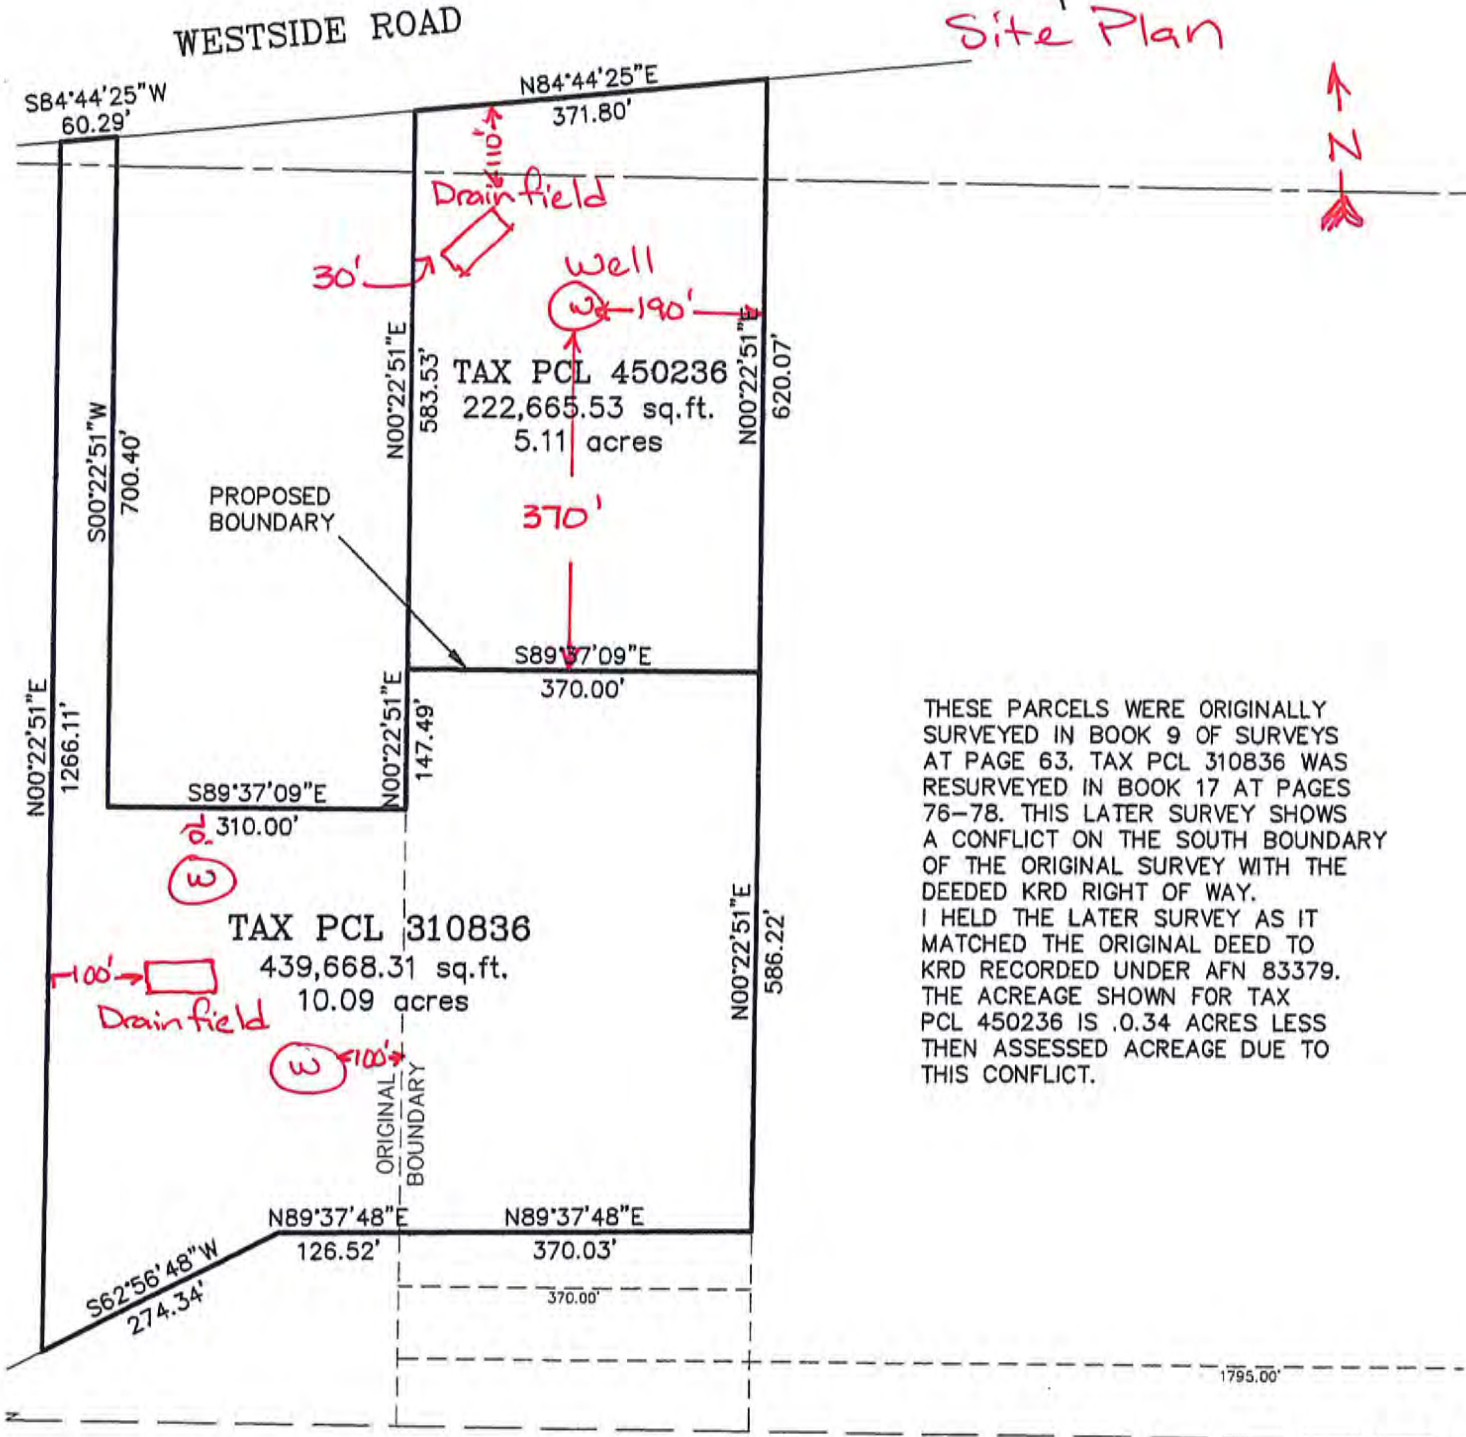 WESTSIDE ROAD
Site Plan
N
S84°44'25"W
60.29'
N84°44'25"E
371.80'
110'
Drainfield
30'
Well
W
190'
N00°22'51"E
583.53'
TAX PCL 450236
222,665.53 sq.ft.
5.11 acres
N00°22'51"E
620.07'
S00°22'51"W
700.40'
PROPOSED
BOUNDARY
370'
S89°37'09"E
370.00'
N00°22'51"E
1266.11'
N00°22'51"E
147.49'
S89°37'09"E
310.00'
W
TAX PCL 310836
439,668.31 sq.ft.
10.09 acres
100'
Drainfield
W
100'
ORIGINAL
BOUNDARY
N00°22'51"E
586.22'
THESE PARCELS WERE ORIGINALLY
SURVEYED IN BOOK 9 OF SURVEYS
AT PAGE 63. TAX PCL 310836 WAS
RESURVEYED IN BOOK 17 AT PAGES
76-78. THIS LATER SURVEY SHOWS
A CONFLICT ON THE SOUTH BOUNDARY
OF THE ORIGINAL SURVEY WITH THE
DEEDED KRD RIGHT OF WAY.
I HELD THE LATER SURVEY AS IT
MATCHED THE ORIGINAL DEED TO
KRD RECORDED UNDER AFN 83379.
THE ACREAGE SHOWN FOR TAX
PCL 450236 IS .0.34 ACRES LESS
THEN ASSESSED ACREAGE DUE TO
THIS CONFLICT.
N89°37'48"E
126.52'
N89°37'48"E
370.03'
S62°56'48"W
274.34'
370.00'
1795.00'